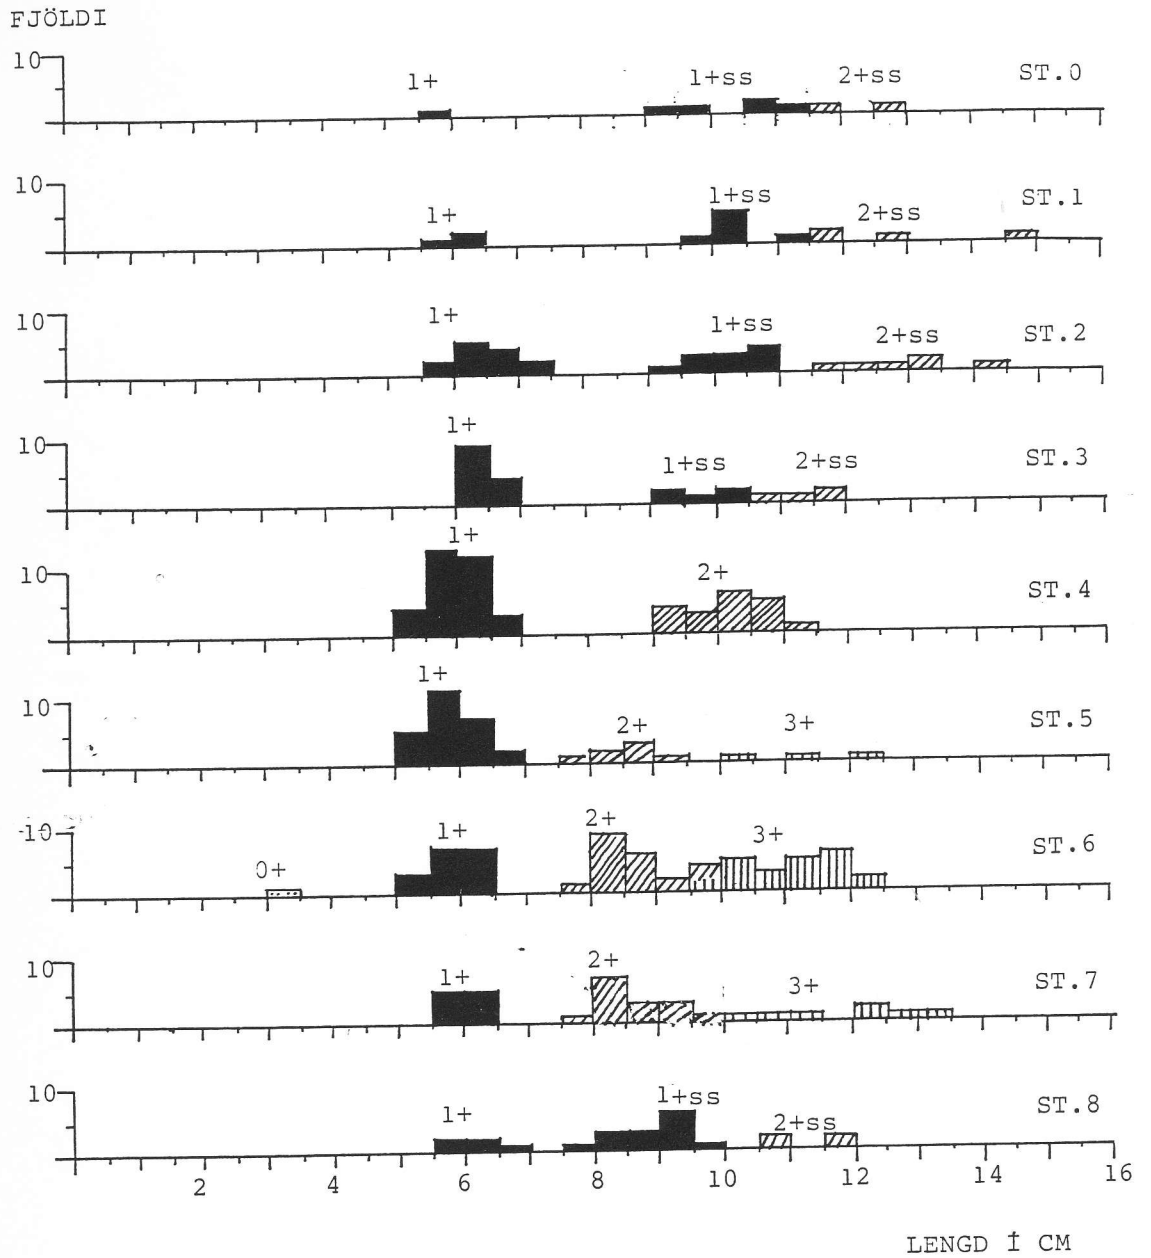 FJÖLDI
10
1+ 1+ss 2+ss ST.0
10
1+ 1+ss 2+ss ST.1
10
1+ 1+ss 2+ss ST.2
10
1+ 1+ss 2+ss ST.3
10
1+ 2+ ST.4
10
1+ 2+ 3+ ST.5
10
0+ 1+ 2+ 3+ ST.6
10
1+ 2+ 3+ ST.7
10
1+ 1+ss 2+ss ST.8
2 4 6 8 10 12 14 16
LENGD Í CM